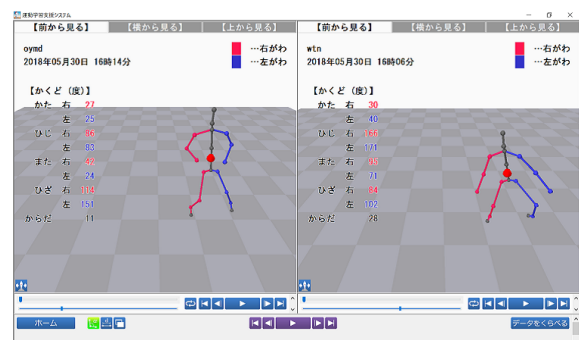 運動学習支援システム
【前から見る】 【横から見る】 【上から見る】
oymd
2018年05月30日 16時14分
…右がわ
…左がわ
【かくど（度）】
かた 右 27
左 25
ひじ 右 86
左 83
また 右 42
左 24
ひざ 右 114
左 151
からだ 11
【前から見る】 【横から見る】 【上から見る】
wtn
2018年05月30日 16時06分
…右がわ
…左がわ
【かくど（度）】
かた 右 30
左 40
ひじ 右 166
左 171
また 右 95
左 71
ひざ 右 84
左 102
からだ 28
ホーム
データをくらべる